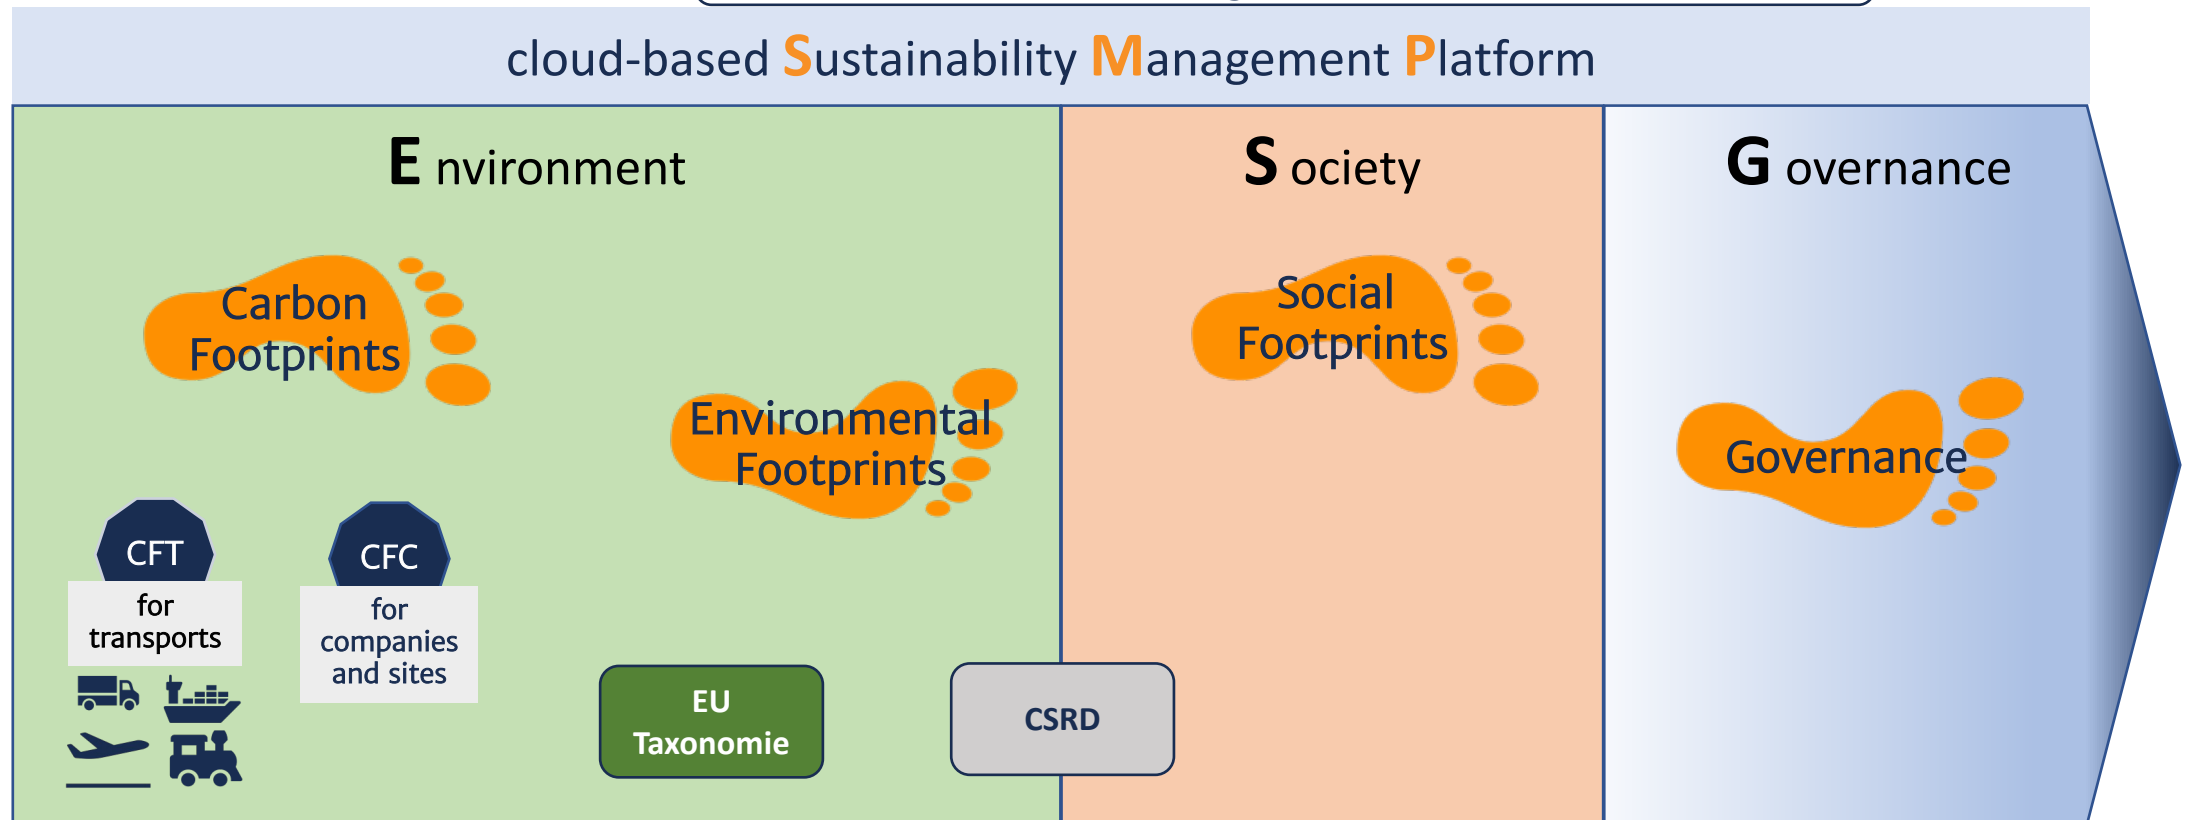 cloud-based Sustainability Management Platform
E nvironment
S ociety
G overnance
Carbon
Footprints
Environmental
Footprints
Social
Footprints
Governance
CFT
for
transports
CFC
for
companies
and sites
EU
Taxonomie
CSRD